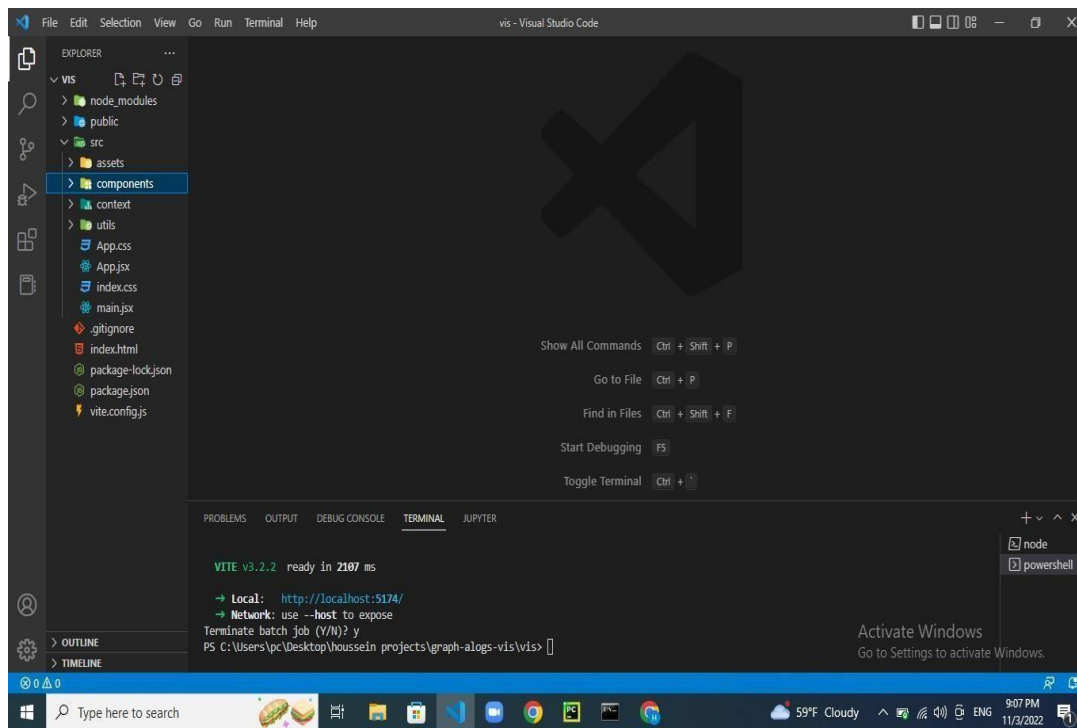 File Edit Selection View Go Run Terminal Help
vis - Visual Studio Code
EXPLORER
VIS
node_modules
public
src
assets
components
context
utils
App.css
App.jsx
index.css
main.jsx
.gitignore
index.html
package-lock.json
package.json
vite.config.js
OUTLINE
TIMELINE
Show All Commands Ctrl + Shift + P
Go to File Ctrl + P
Find in Files Ctrl + Shift + F
Start Debugging F5
Toggle Terminal Ctrl + `
PROBLEMS OUTPUT DEBUG CONSOLE TERMINAL JUPYTER
node
powershell
VITE v3.2.2 ready in 2107 ms
➜ Local: http://localhost:5174/
➜ Network: use --host to expose
Terminate batch job (Y/N)? y
PS C:\Users\pc\Desktop\houssein projects\graph-alogs-vis\vis>
Activate Windows
Go to Settings to activate Windows.
0 0
Type here to search
PC
59°F Cloudy
ENG
9:07 PM
11/3/2022